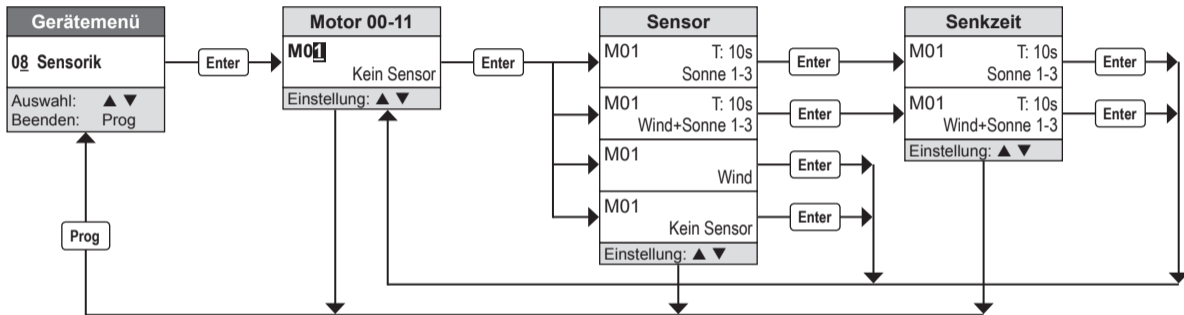 Gerätemenü
08 Sensorik
Auswahl: ▲ ▼
Beenden: Prog
Enter
Motor 00-11
M01
Kein Sensor
Einstellung: ▲ ▼
Enter
Sensor
M01 T: 10s
Sonne 1-3
M01 T: 10s
Wind+Sonne 1-3
M01
Wind
M01
Kein Sensor
Einstellung: ▲ ▼
Enter
Enter
Enter
Enter
Senkzeit
M01 T: 10s
Sonne 1-3
M01 T: 10s
Wind+Sonne 1-3
Einstellung: ▲ ▼
Enter
Enter
Prog